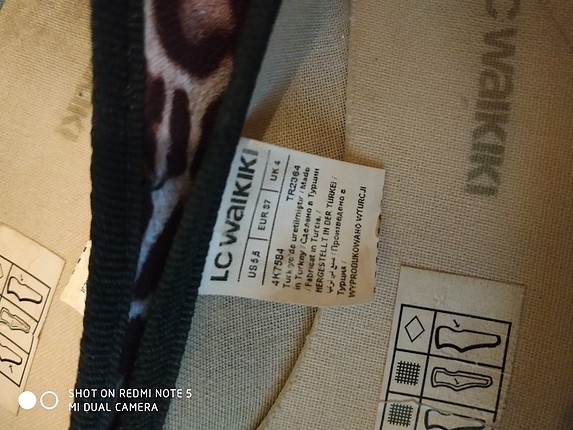 LC WAIKIKI
US 5,5 EUR 37 UK 4
4K7584 TR2364
Türkiye'de üretilmiştir / Made
in Turkey / Сделано в Турции
/ Fabricat in Turcia. /
HERGESTELLT IN DER TURKEI /
Произведено в
Турция /
WYPRODUKOWANO W TURCJI
LC WAIKIKI
SHOT ON REDMI NOTE 5
MI DUAL CAMERA